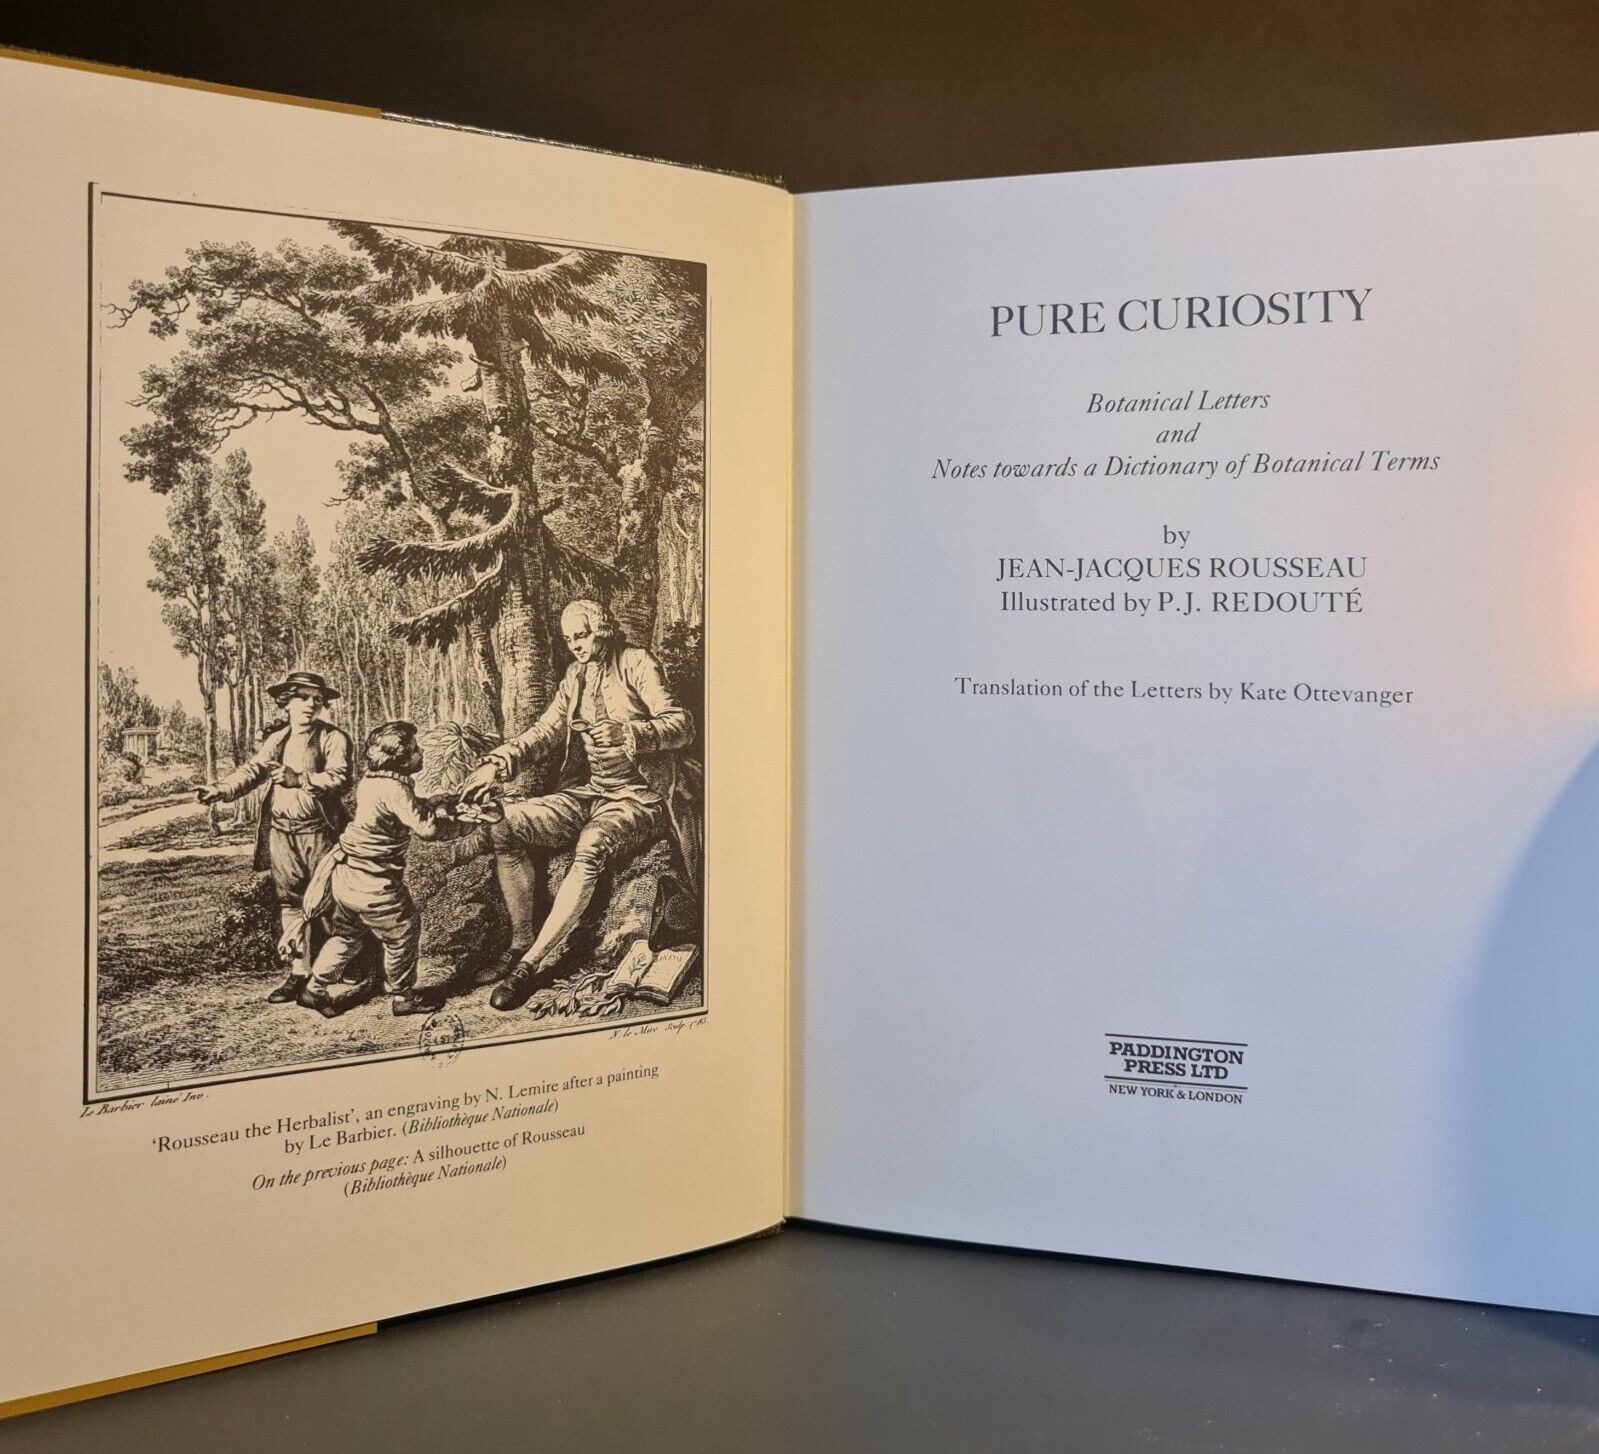 Le Barbier lainé Inv.
N. le Mire Sculp.
'Rousseau the Herbalist', an engraving by N. Lemire after a painting
by Le Barbier. (Bibliothèque Nationale)
On the previous page: A silhouette of Rousseau
(Bibliothèque Nationale)
PURE CURIOSITY
Botanical Letters
and
Notes towards a Dictionary of Botanical Terms
by
JEAN-JACQUES ROUSSEAU
Illustrated by P.J. REDOUTÉ
Translation of the Letters by Kate Ottevanger
PADDINGTON
PRESS LTD
NEW YORK & LONDON